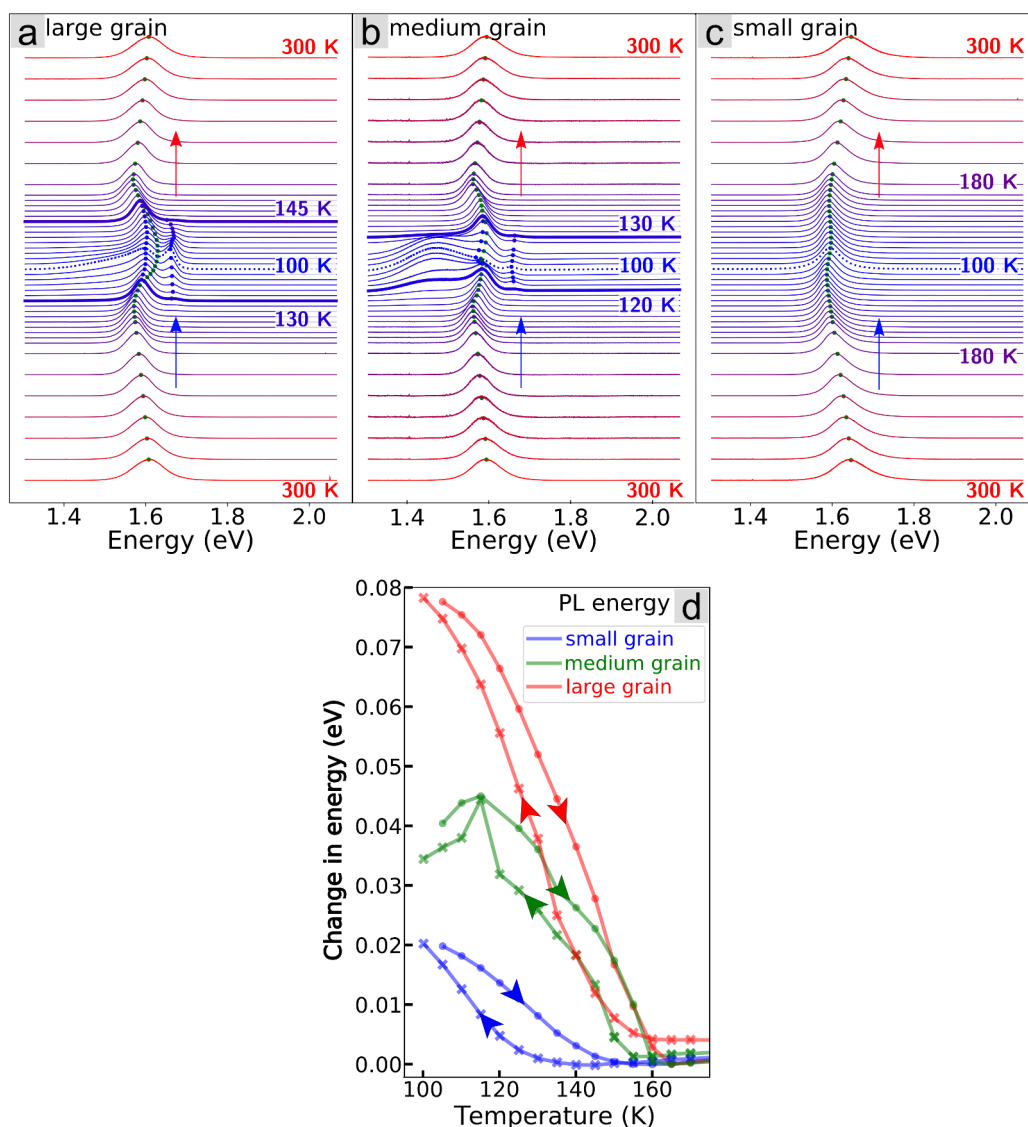 a large grain
300 K
145 K
100 K
130 K
300 K
1.4 1.6 1.8 2.0
Energy (eV)
b medium grain
300 K
130 K
100 K
120 K
300 K
1.4 1.6 1.8 2.0
Energy (eV)
c small grain
300 K
180 K
100 K
180 K
300 K
1.4 1.6 1.8 2.0
Energy (eV)
PL energy d
small grain
medium grain
large grain
Change in energy (eV)
0.08
0.07
0.06
0.05
0.04
0.03
0.02
0.01
0.00
100 120 140 160
Temperature (K)